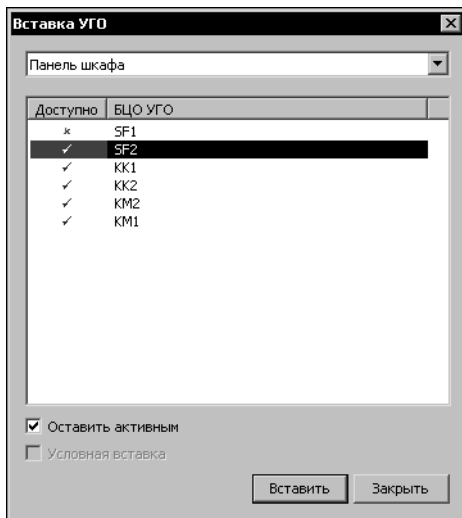 Вставка УГО
Панель шкафа
Доступно БЦО УГО
SF1
SF2
KK1
KK2
KM2
KM1
Оставить активным
Условная вставка
Вставить Закрыть